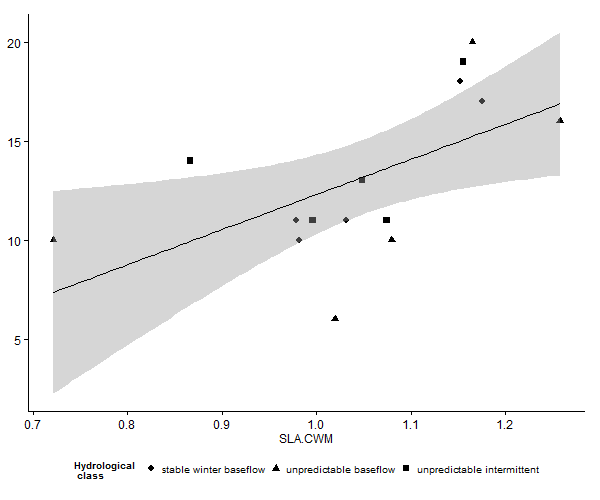 20
15
10
5
0.7 0.8 0.9 1.0 1.1 1.2
SLA.CWM
Hydrological
class
stable winter baseflow unpredictable baseflow unpredictable intermittent